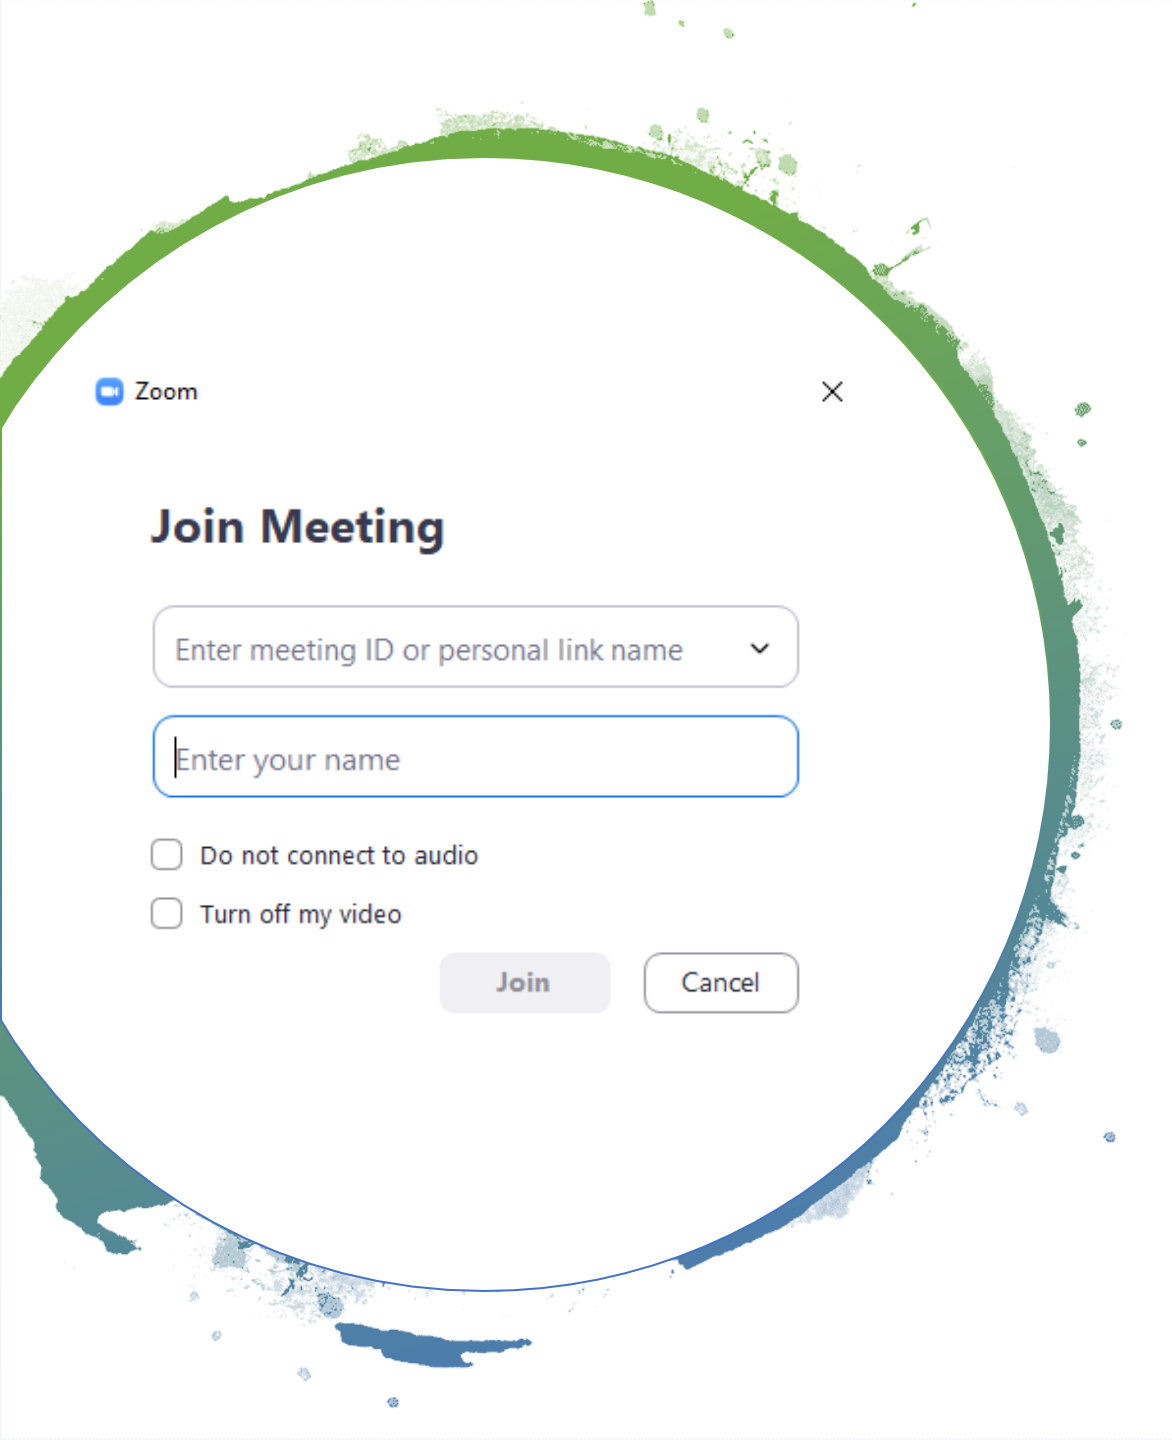 Zoom
Join Meeting
Enter meeting ID or personal link name
Enter your name
Do not connect to audio
Turn off my video
Join Cancel